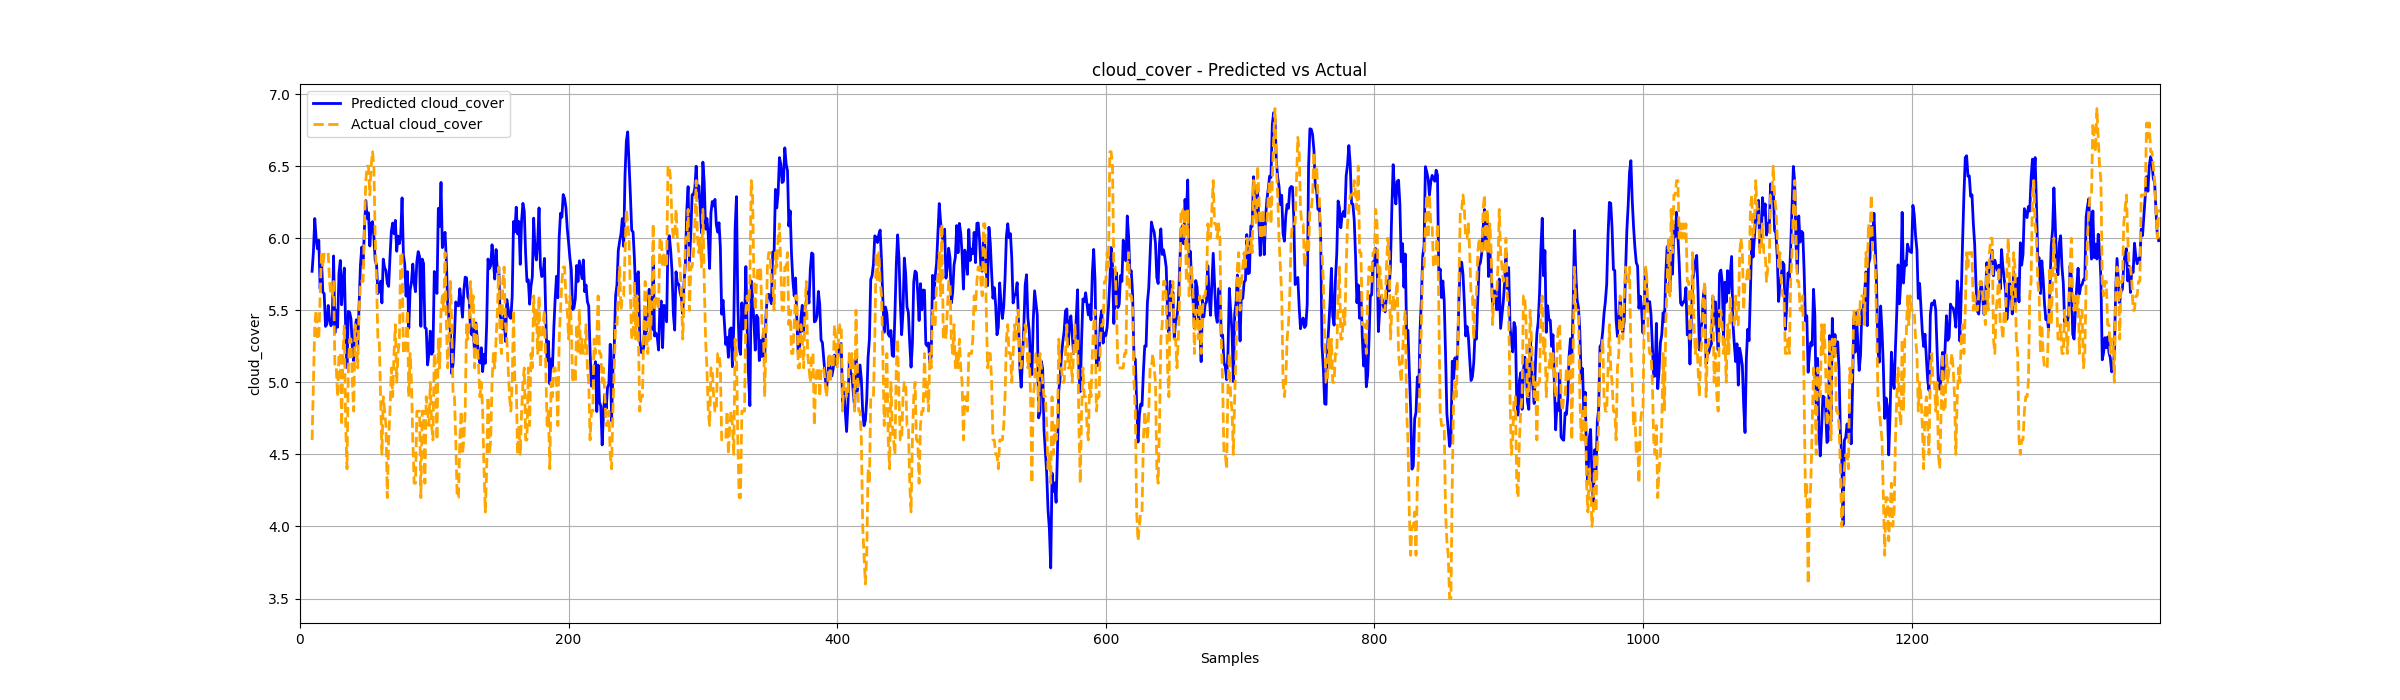 cloud_cover - Predicted vs Actual
Predicted cloud_cover
Actual cloud_cover
cloud_cover
7.0
6.5
6.0
5.5
5.0
4.5
4.0
3.5
0 200 400 600 800 1000 1200
Samples